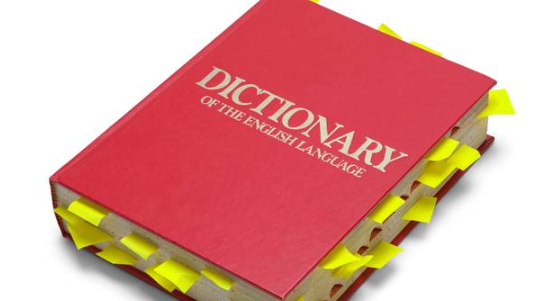 DICTIONARY
OF THE ENGLISH LANGUAGE